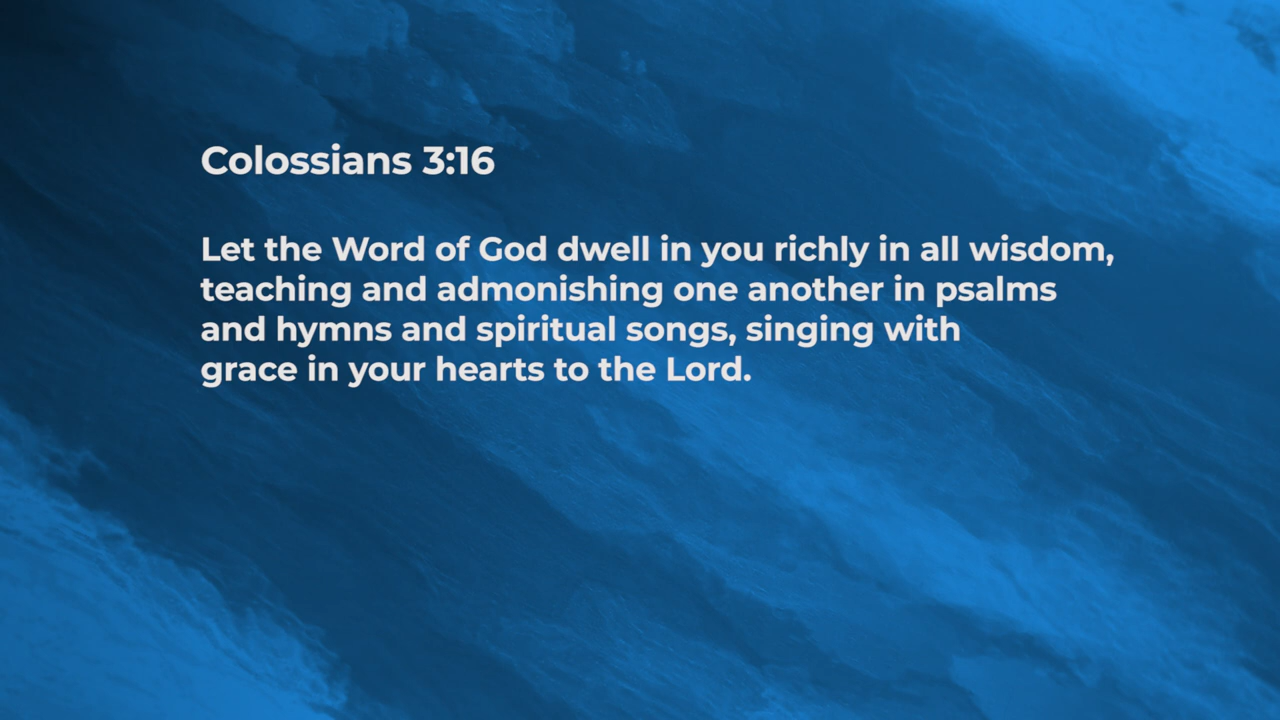 Colossians 3:16
Let the Word of God dwell in you richly in all wisdom,
teaching and admonishing one another in psalms
and hymns and spiritual songs, singing with
grace in your hearts to the Lord.